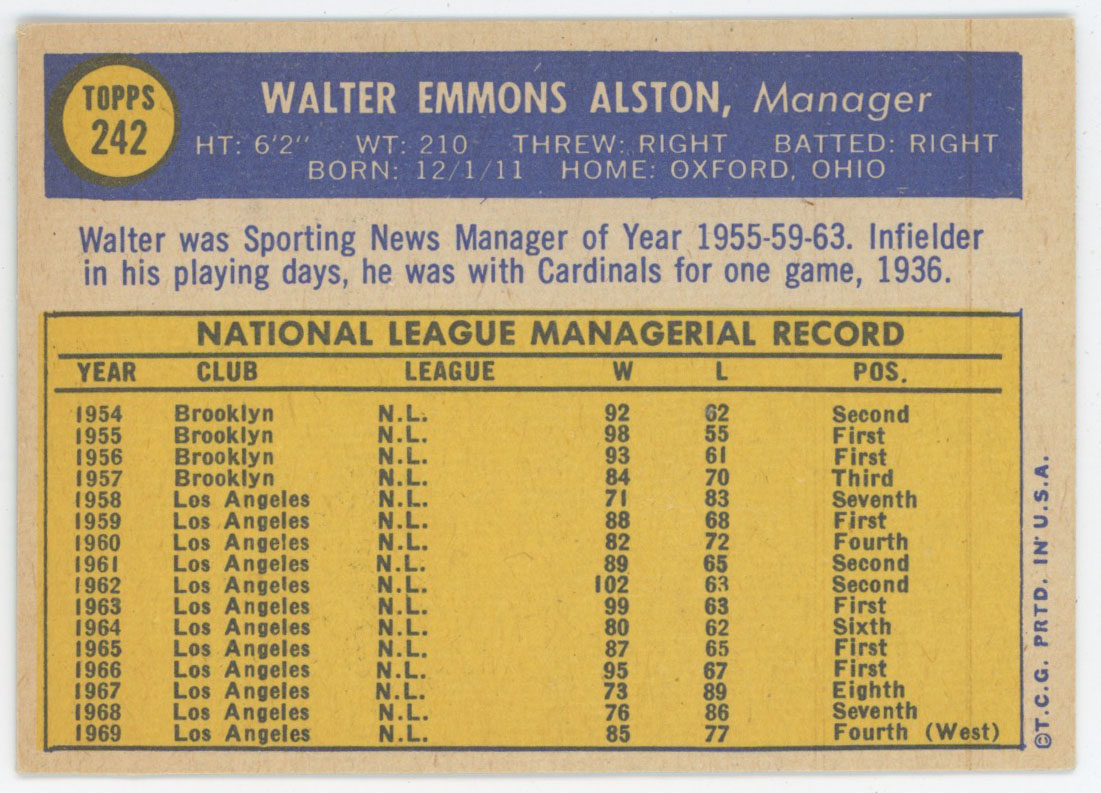 TOPPS
242
WALTER EMMONS ALSTON, Manager
HT: 6'2" WT: 210 THREW: RIGHT BATTED: RIGHT
BORN: 12/1/11 HOME: OXFORD, OHIO
Walter was Sporting News Manager of Year 1955-59-63. Infielder
in his playing days, he was with Cardinals for one game, 1936.
NATIONAL LEAGUE MANAGERIAL RECORD
YEAR CLUB LEAGUE W L POS.
1954 Brooklyn N.L. 92 62 Second
1955 Brooklyn N.L. 98 55 First
1956 Brooklyn N.L. 93 61 First
1957 Brooklyn N.L. 84 70 Third
1958 Los Angeles N.L. 71 83 Seventh
1959 Los Angeles N.L. 88 68 First
1960 Los Angeles N.L. 82 72 Fourth
1961 Los Angeles N.L. 89 65 Second
1962 Los Angeles N.L. 102 63 Second
1963 Los Angeles N.L. 99 63 First
1964 Los Angeles N.L. 80 62 Sixth
1965 Los Angeles N.L. 87 65 First
1966 Los Angeles N.L. 95 67 First
1967 Los Angeles N.L. 73 89 Eighth
1968 Los Angeles N.L. 76 86 Seventh
1969 Los Angeles N.L. 85 77 Fourth (West)
©T.C.G. PRTD. IN U.S.A.